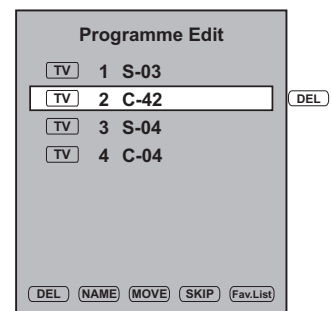 Programme Edit
TV 1 S-03
TV 2 C-42 DEL
TV 3 S-04
TV 4 C-04
DEL NAME MOVE SKIP Fav.List